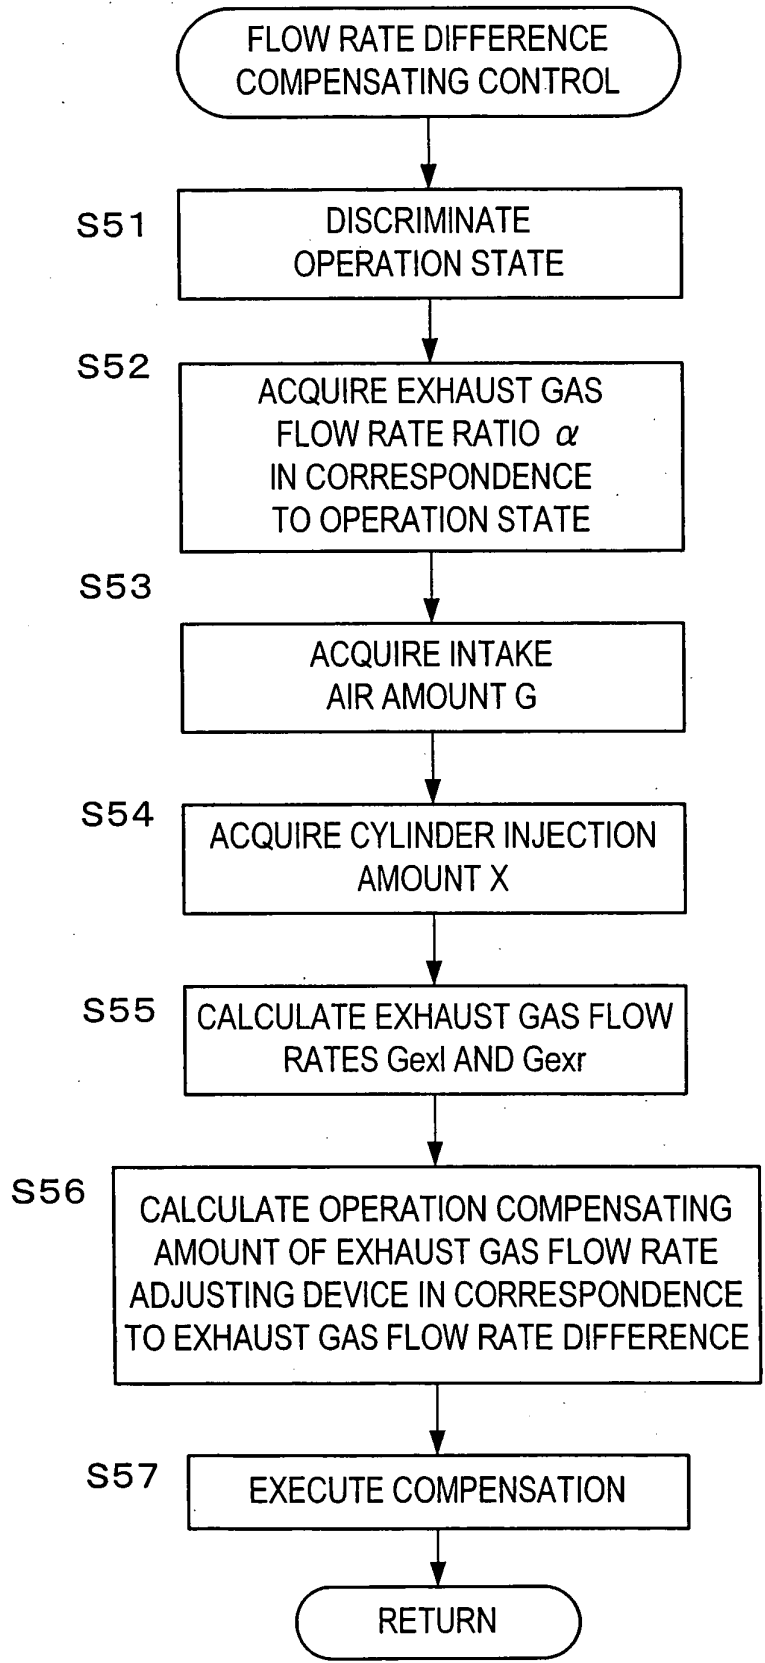 FLOW RATE DIFFERENCE
COMPENSATING CONTROL
S51
DISCRIMINATE
OPERATION STATE
S52
ACQUIRE EXHAUST GAS
FLOW RATE RATIO α
IN CORRESPONDENCE
TO OPERATION STATE
S53
ACQUIRE INTAKE
AIR AMOUNT G
S54
ACQUIRE CYLINDER INJECTION
AMOUNT X
S55
CALCULATE EXHAUST GAS FLOW
RATES Gexl AND Gexr
S56
CALCULATE OPERATION COMPENSATING
AMOUNT OF EXHAUST GAS FLOW RATE
ADJUSTING DEVICE IN CORRESPONDENCE
TO EXHAUST GAS FLOW RATE DIFFERENCE
S57
EXECUTE COMPENSATION
RETURN